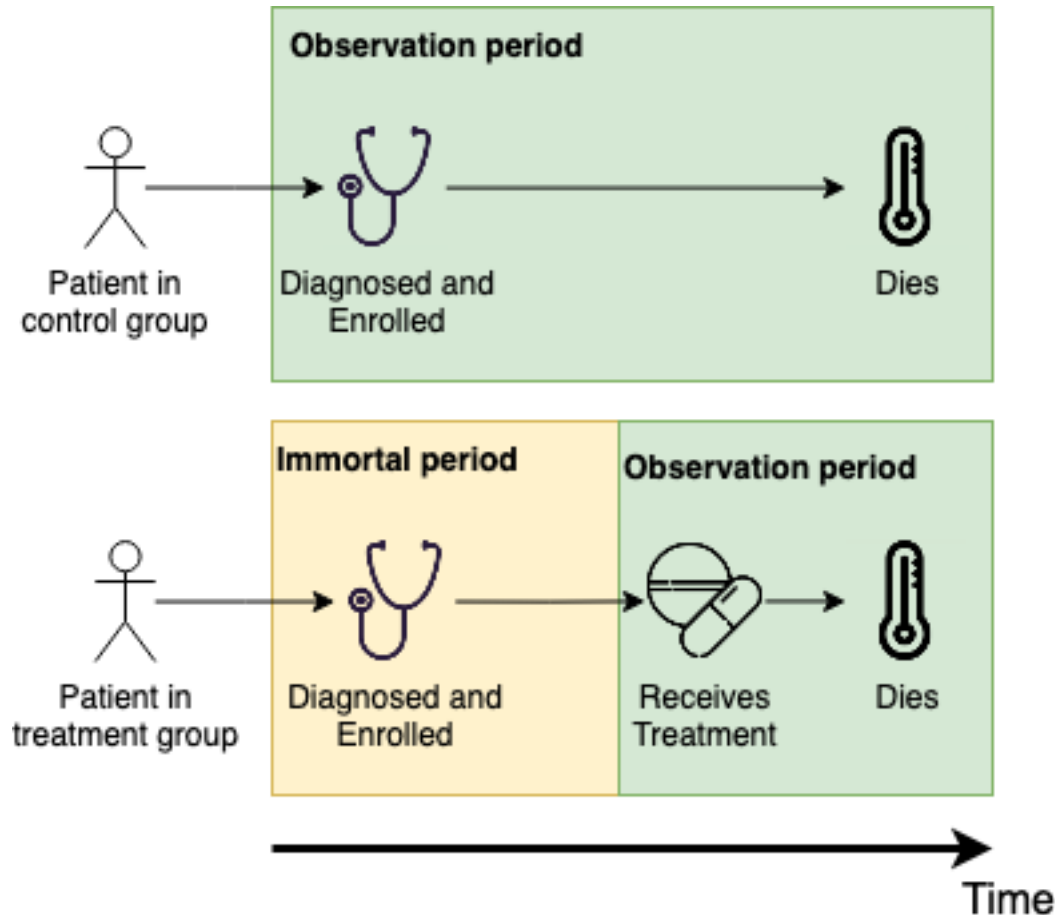 Observation period
Patient in
control group
Diagnosed and
Enrolled
Dies
Immortal period
Observation period
Patient in
treatment group
Diagnosed and
Enrolled
Receives
Treatment
Dies
Time